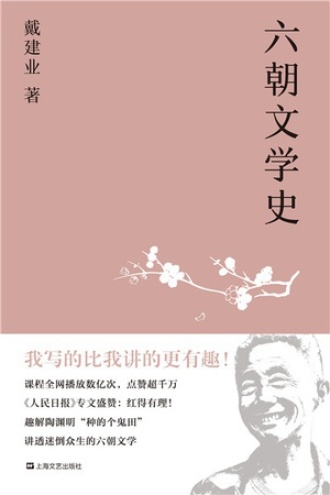 六朝文学史
戴建业 著
我写的比我讲的更有趣！
课程全网播放数亿次，点赞超千万
《人民日报》专文盛赞：红得有理！
趣解陶渊明“种的个鬼田”
讲透迷倒众生的六朝文学
上海文艺出版社